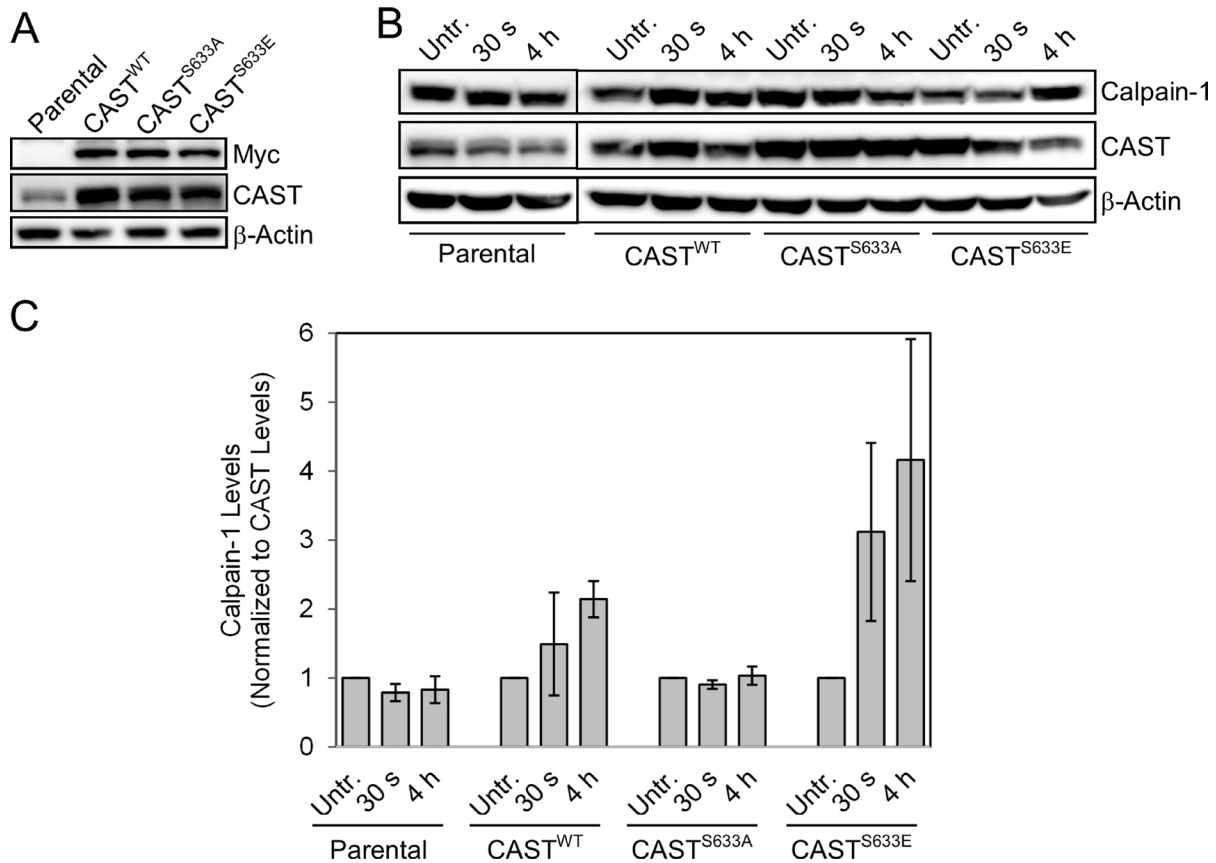 A
Parental
CAST^WT
CAST^S633A
CAST^S633E
Myc
CAST
β-Actin
B
Untr. 30 s 4 h Untr. 30 s 4 h Untr. 30 s 4 h Untr. 30 s 4 h
Calpain-1
CAST
β-Actin
Parental CAST^WT CAST^S633A CAST^S633E
C
Calpain-1 Levels
(Normalized to CAST Levels)
6
5
4
3
2
1
0
Untr. 30 s 4 h Untr. 30 s 4 h Untr. 30 s 4 h Untr. 30 s 4 h
Parental CAST^WT CAST^S633A CAST^S633E